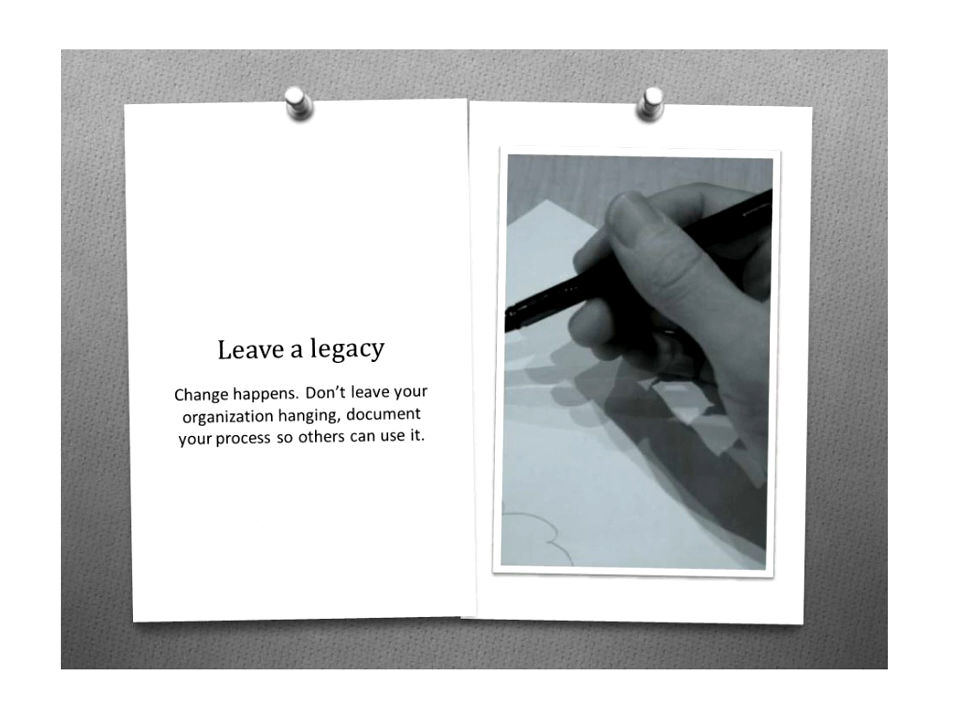 Leave a legacy
Change happens. Don’t leave your
organization hanging, document
your process so others can use it.